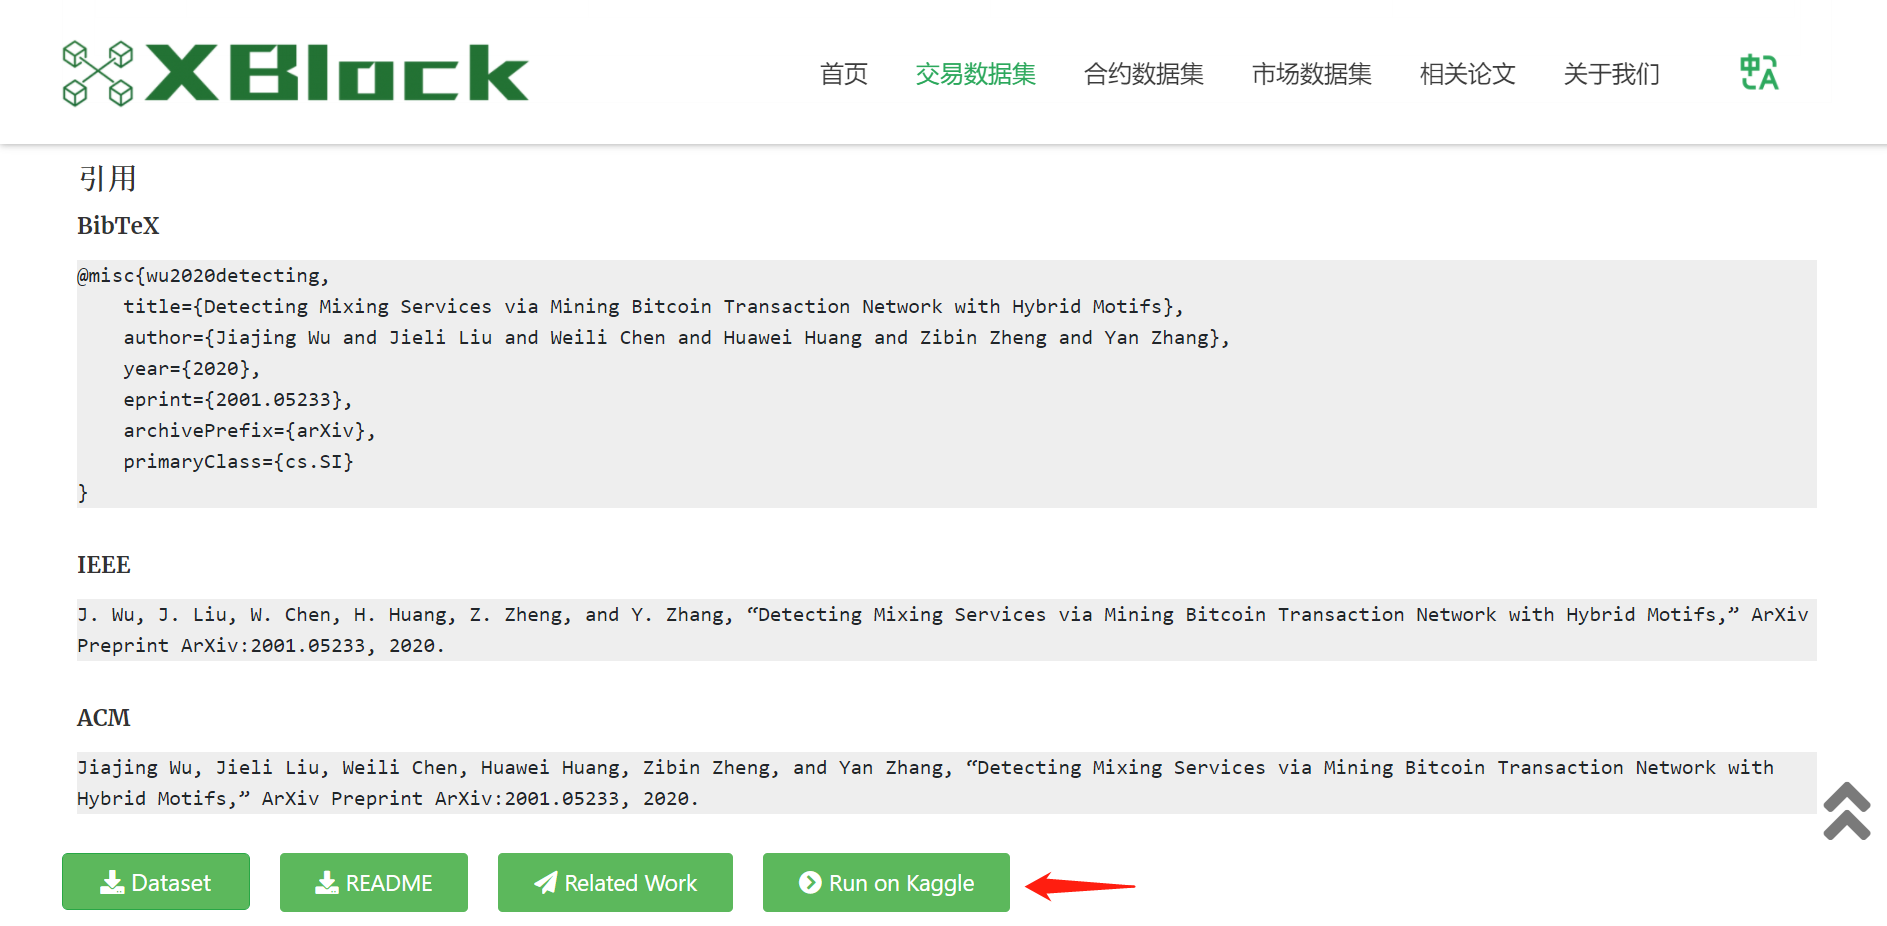 XBlock
首页 交易数据集 合约数据集 市场数据集 相关论文 关于我们 中A
引用
BibTeX
@misc{wu2020detecting,
    title={Detecting Mixing Services via Mining Bitcoin Transaction Network with Hybrid Motifs},
    author={Jiajing Wu and Jieli Liu and Weili Chen and Huawei Huang and Zibin Zheng and Yan Zhang},
    year={2020},
    eprint={2001.05233},
    archivePrefix={arXiv},
    primaryClass={cs.SI}
}
IEEE
J. Wu, J. Liu, W. Chen, H. Huang, Z. Zheng, and Y. Zhang, “Detecting Mixing Services via Mining Bitcoin Transaction Network with Hybrid Motifs,” ArXiv
Preprint ArXiv:2001.05233, 2020.
ACM
Jiajing Wu, Jieli Liu, Weili Chen, Huawei Huang, Zibin Zheng, and Yan Zhang, “Detecting Mixing Services via Mining Bitcoin Transaction Network with
Hybrid Motifs,” ArXiv Preprint ArXiv:2001.05233, 2020.
Dataset README Related Work Run on Kaggle